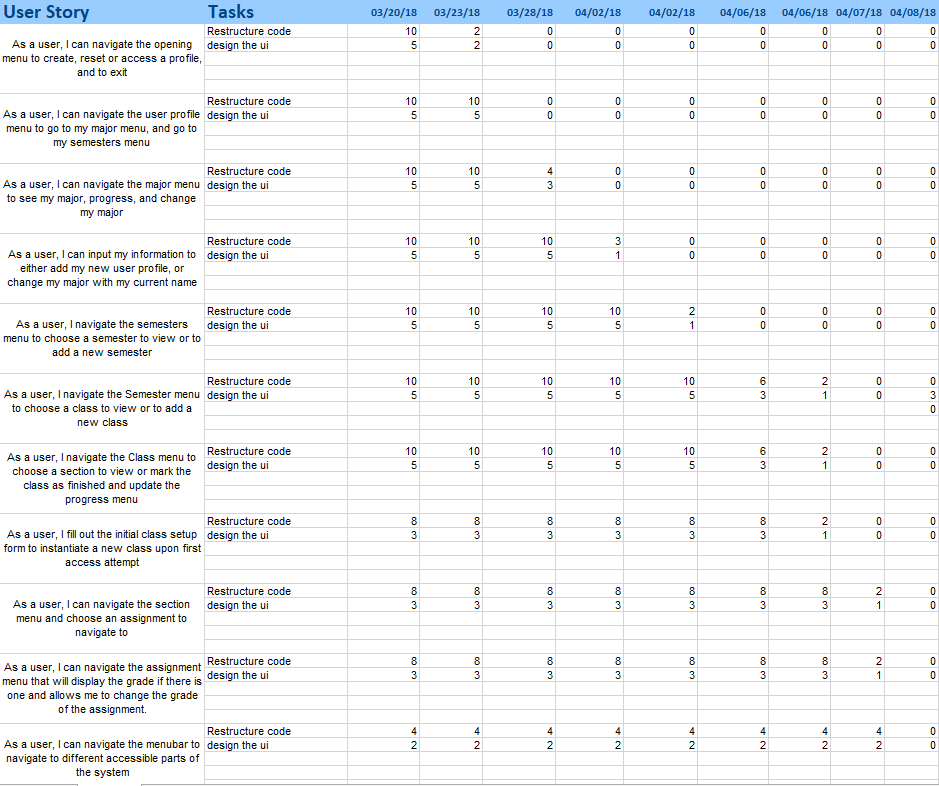 User Story Tasks 03/20/18 03/23/18 03/28/18 04/02/18 04/02/18 04/06/18 04/06/18 04/07/18 04/08/18
Restructure code 10 2 0 0 0 0 0 0 0
As a user, I can navigate the opening design the ui 5 2 0 0 0 0 0 0 0
menu to create, reset or access a profile,
and to exit
Restructure code 10 10 0 0 0 0 0 0 0
As a user, I can navigate the user profile design the ui 5 5 0 0 0 0 0 0 0
menu to go to my major menu, and go to
my semesters menu
Restructure code 10 10 4 0 0 0 0 0 0
As a user, I can navigate the major menu design the ui 5 5 3 0 0 0 0 0 0
to see my major, progress, and change
my major
Restructure code 10 10 10 3 0 0 0 0 0
As a user, I can input my information to design the ui 5 5 5 1 0 0 0 0 0
either add my new user profile, or
change my major with my current name
Restructure code 10 10 10 10 2 0 0 0 0
As a user, I navigate the semesters design the ui 5 5 5 5 1 0 0 0 0
menu to choose a semester to view or to
add a new semester
Restructure code 10 10 10 10 10 6 2 0 0
As a user, I navigate the Semester menu design the ui 5 5 5 5 5 3 1 0 3
to choose a class to view or to add a 0
new class
Restructure code 10 10 10 10 10 6 2 0 0
As a user, I navigate the Class menu to design the ui 5 5 5 5 5 3 1 0 0
choose a section to view or mark the
class as finished and update the
progress menu
Restructure code 8 8 8 8 8 8 2 0 0
As a user, I fill out the initial class setup design the ui 3 3 3 3 3 3 1 0 0
form to instantiate a new class upon first
access attempt
Restructure code 8 8 8 8 8 8 8 2 0
As a user, I can navigate the section design the ui 3 3 3 3 3 3 3 1 0
menu and choose an assignment to
navigate to
Restructure code 8 8 8 8 8 8 8 2 0
As a user, I can navigate the assignment design the ui 3 3 3 3 3 3 3 1 0
menu that will display the grade if there is
one and allows me to change the grade
of the assignment.
Restructure code 4 4 4 4 4 4 4 4 0
As a user, I can navigate the menubar to design the ui 2 2 2 2 2 2 2 2 0
navigate to different accessible parts of
the system